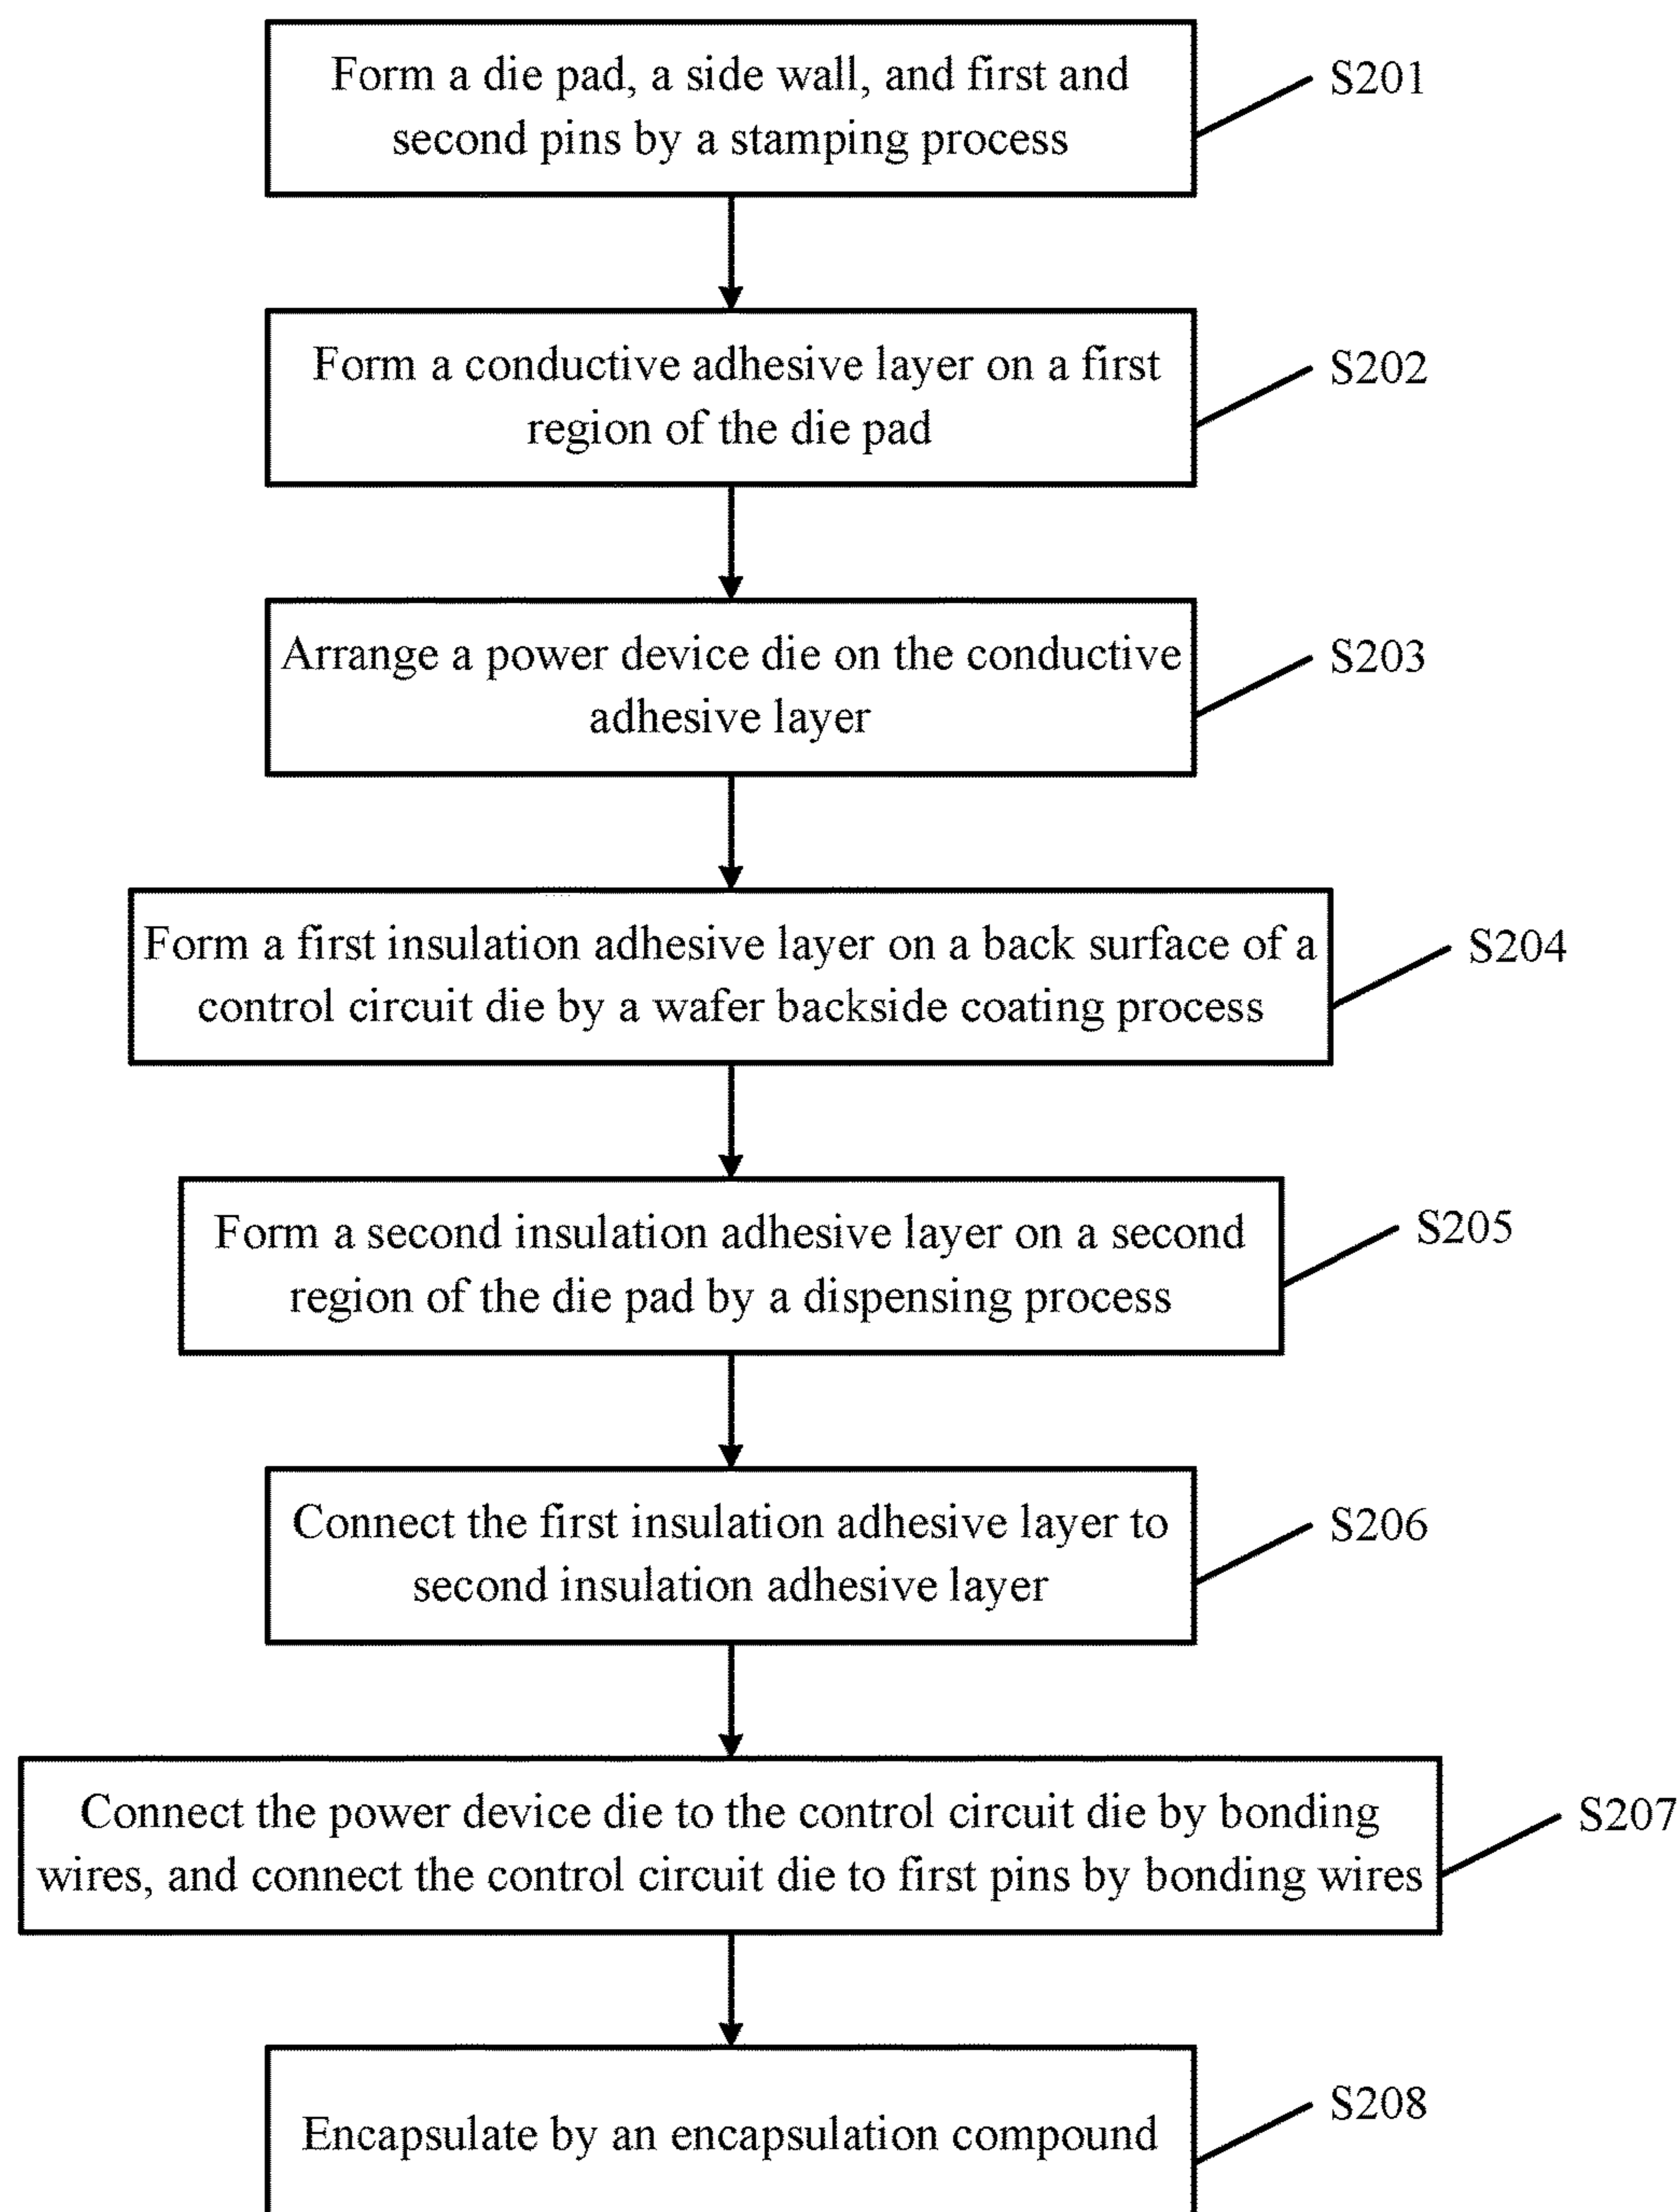 Form a die pad, a side wall, and first and
second pins by a stamping process
S201
Form a conductive adhesive layer on a first
region of the die pad
S202
Arrange a power device die on the conductive
adhesive layer
S203
Form a first insulation adhesive layer on a back surface of a
control circuit die by a wafer backside coating process
S204
Form a second insulation adhesive layer on a second
region of the die pad by a dispensing process
S205
Connect the first insulation adhesive layer to
second insulation adhesive layer
S206
Connect the power device die to the control circuit die by bonding
wires, and connect the control circuit die to first pins by bonding wires
S207
Encapsulate by an encapsulation compound
S208